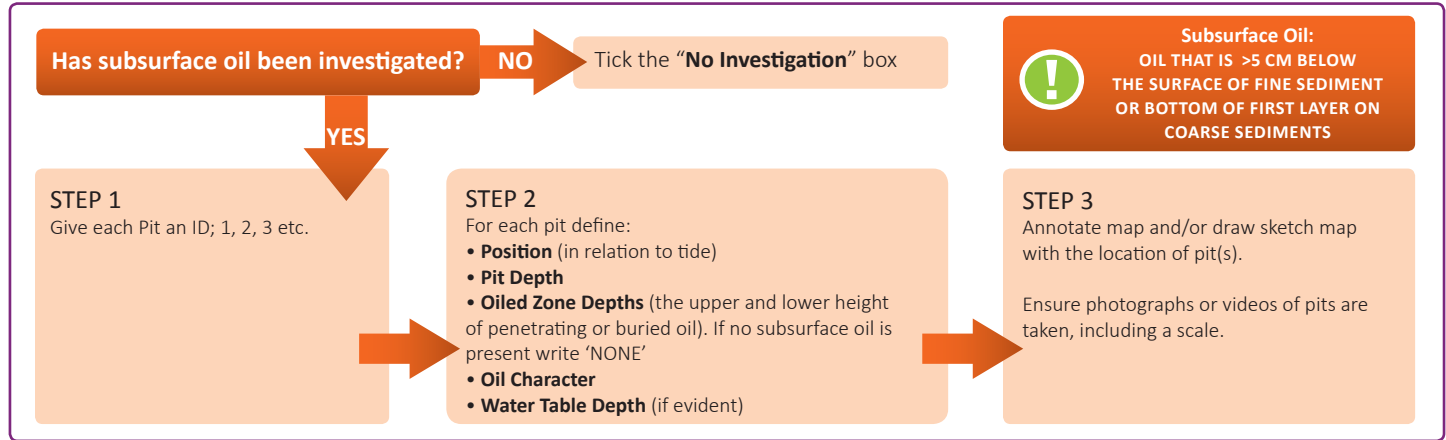 Has subsurface oil been investigated?
NO
Tick the “No Investigation” box
YES
!
Subsurface Oil:
OIL THAT IS >5 CM BELOW
THE SURFACE OF FINE SEDIMENT
OR BOTTOM OF FIRST LAYER ON
COARSE SEDIMENTS
STEP 1
Give each Pit an ID; 1, 2, 3 etc.
STEP 2
For each pit define:
• Position (in relation to tide)
• Pit Depth
• Oiled Zone Depths (the upper and lower height
of penetrating or buried oil). If no subsurface oil is
present write ‘NONE’
• Oil Character
• Water Table Depth (if evident)
STEP 3
Annotate map and/or draw sketch map
with the location of pit(s).
Ensure photographs or videos of pits are
taken, including a scale.